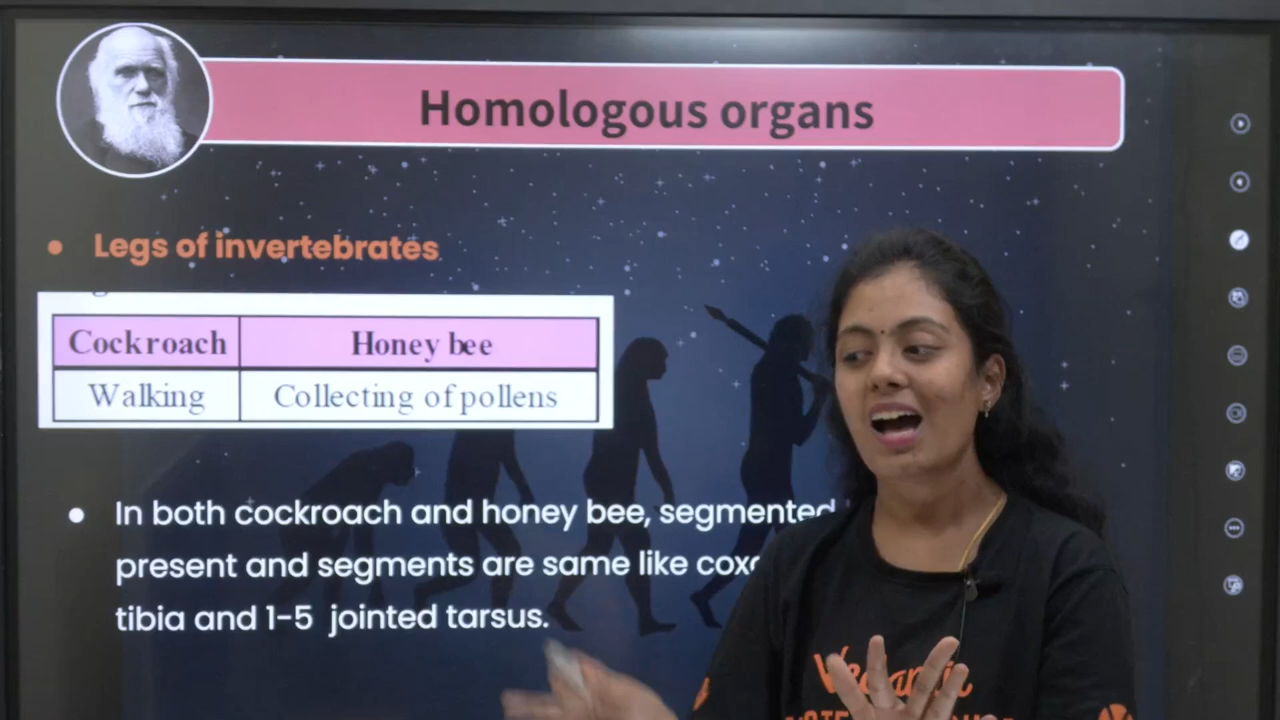 Homologous organs
• Legs of invertebrates
Cockroach Honey bee
Walking Collecting of pollens
• In both cockroach and honey bee, segmented
present and segments are same like
tibia and 1-5 jointed tarsus.